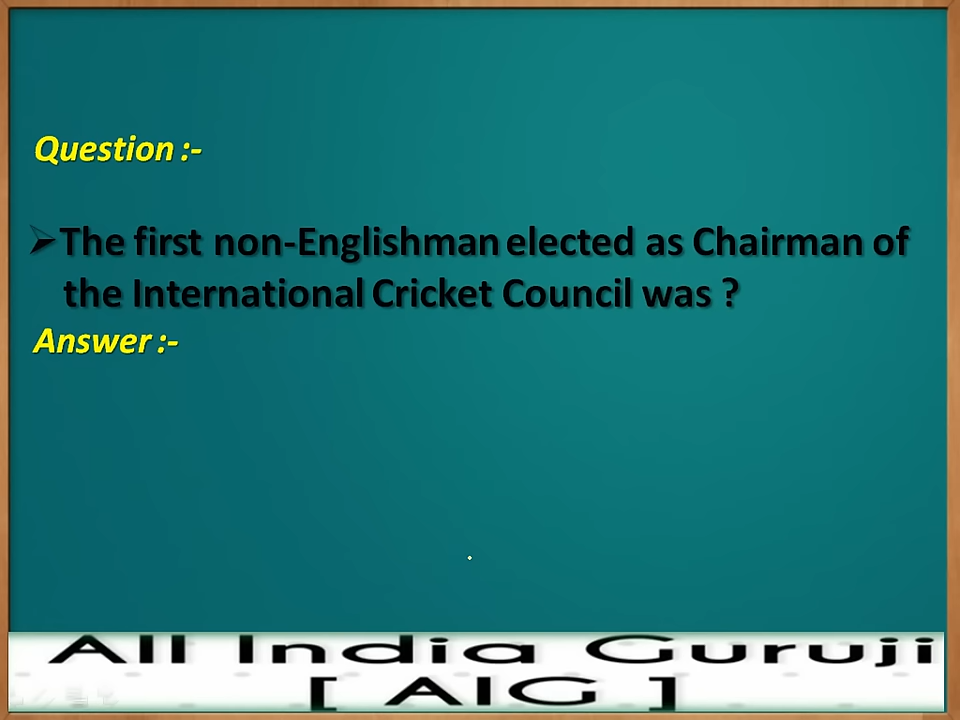 Question :-
➢The first non-Englishman elected as Chairman of
the International Cricket Council was ?
Answer :-
All India Guruji
[ AIG ]